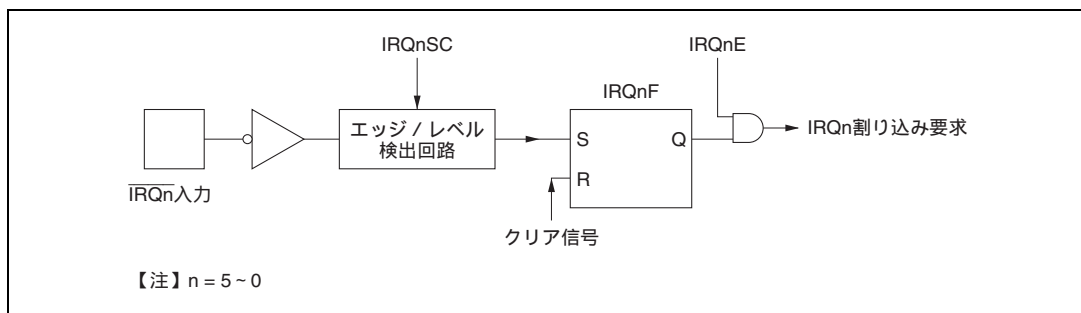 IRQnSC
IRQnE
IRQnF
エッジ / レベル
検出回路
S
Q
R
IRQn割り込み要求
IRQn入力
クリア信号
【注】n = 5~0